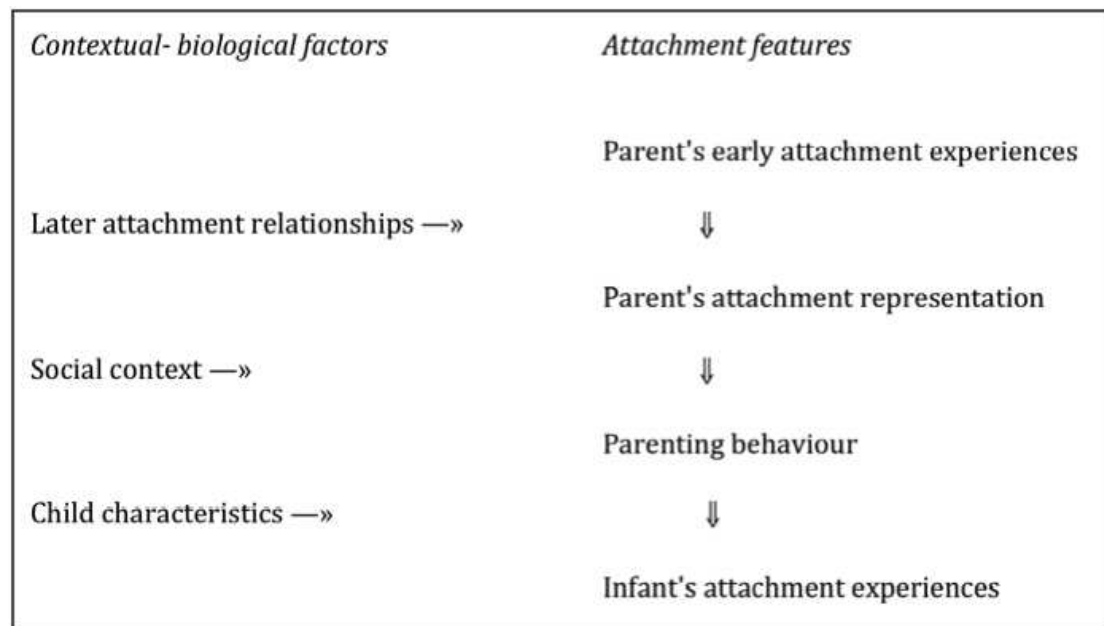 Contextual- biological factors Attachment features
Parent's early attachment experiences
Later attachment relationships —» ⇓
Parent's attachment representation
Social context —» ⇓
Parenting behaviour
Child characteristics —» ⇓
Infant's attachment experiences